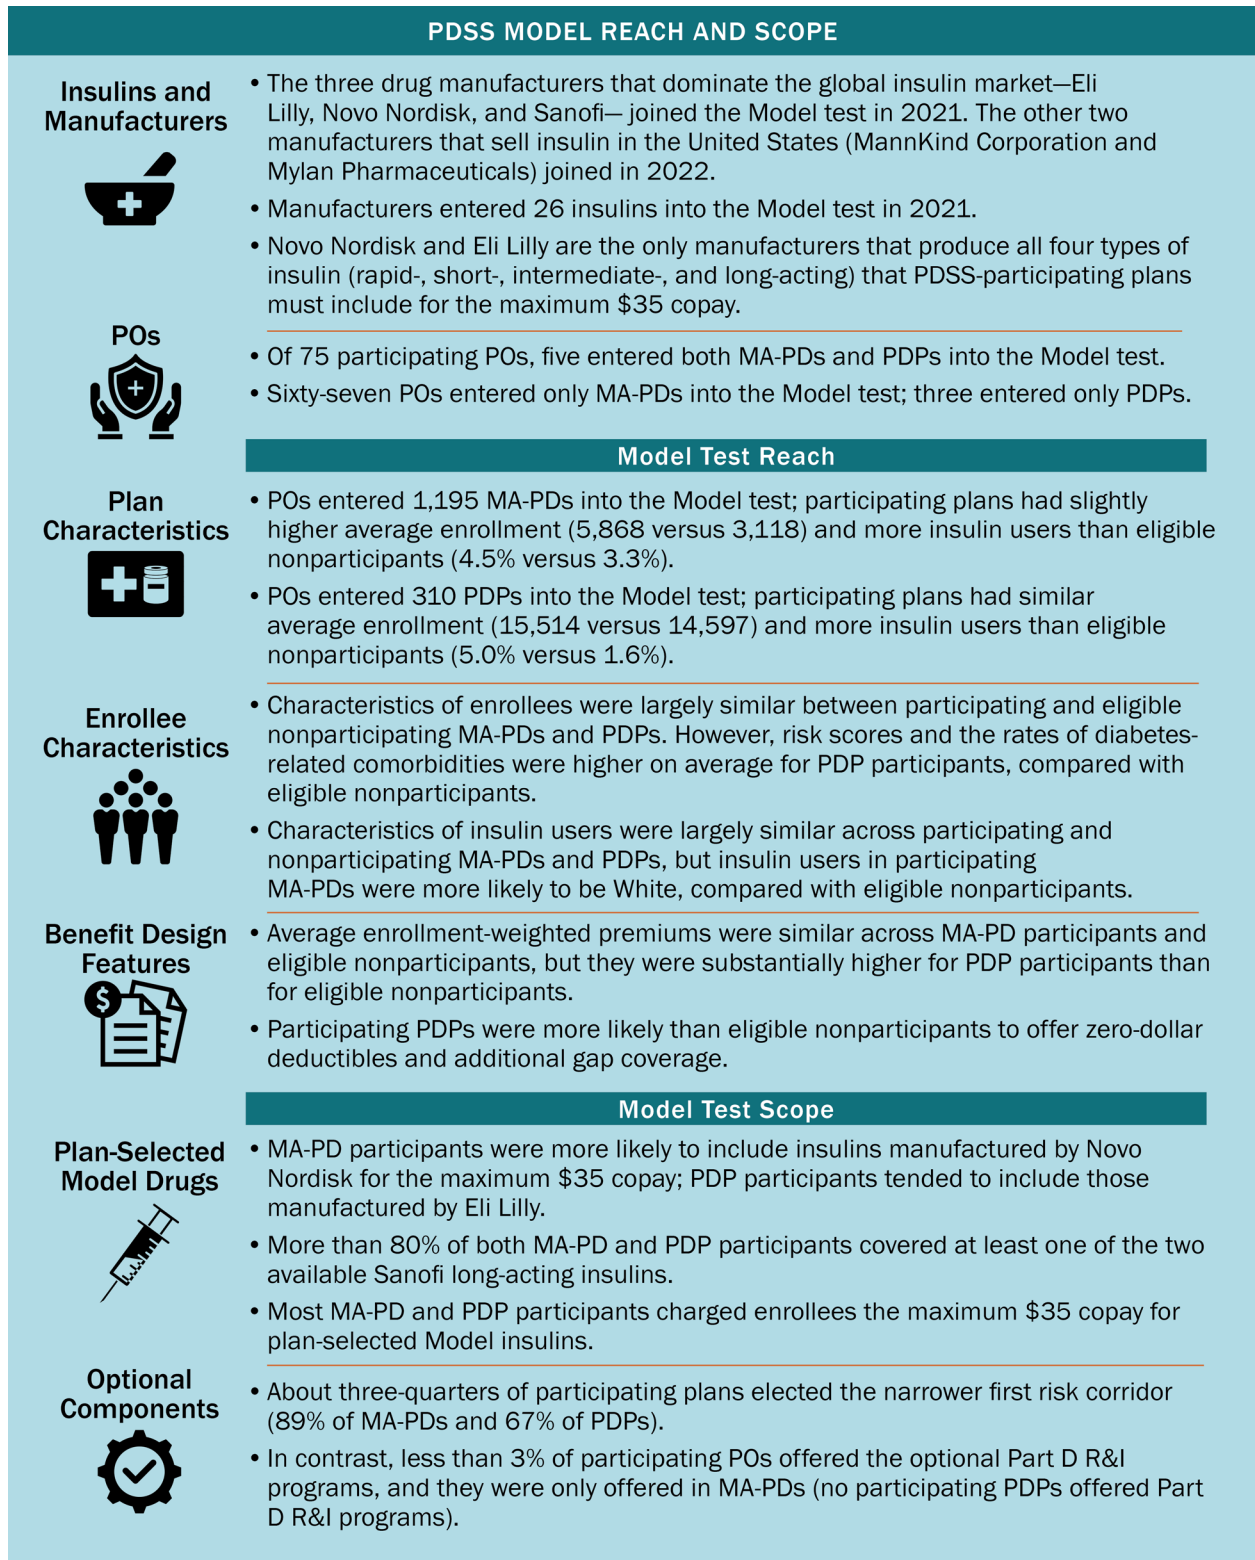 PDSS MODEL REACH AND SCOPE
Insulins and
Manufacturers
• The three drug manufacturers that dominate the global insulin market—Eli
Lilly, Novo Nordisk, and Sanofi— joined the Model test in 2021. The other two
manufacturers that sell insulin in the United States (MannKind Corporation and
Mylan Pharmaceuticals) joined in 2022.
• Manufacturers entered 26 insulins into the Model test in 2021.
• Novo Nordisk and Eli Lilly are the only manufacturers that produce all four types of
insulin (rapid-, short-, intermediate-, and long-acting) that PDSS-participating plans
must include for the maximum $35 copay.
POs
• Of 75 participating POs, five entered both MA-PDs and PDPs into the Model test.
• Sixty-seven POs entered only MA-PDs into the Model test; three entered only PDPs.
Model Test Reach
Plan
Characteristics
• POs entered 1,195 MA-PDs into the Model test; participating plans had slightly
higher average enrollment (5,868 versus 3,118) and more insulin users than eligible
nonparticipants (4.5% versus 3.3%).
• POs entered 310 PDPs into the Model test; participating plans had similar
average enrollment (15,514 versus 14,597) and more insulin users than eligible
nonparticipants (5.0% versus 1.6%).
Enrollee
Characteristics
• Characteristics of enrollees were largely similar between participating and eligible
nonparticipating MA-PDs and PDPs. However, risk scores and the rates of diabetes-
related comorbidities were higher on average for PDP participants, compared with
eligible nonparticipants.
• Characteristics of insulin users were largely similar across participating and
nonparticipating MA-PDs and PDPs, but insulin users in participating
MA-PDs were more likely to be White, compared with eligible nonparticipants.
Benefit Design
Features
• Average enrollment-weighted premiums were similar across MA-PD participants and
eligible nonparticipants, but they were substantially higher for PDP participants than
for eligible nonparticipants.
• Participating PDPs were more likely than eligible nonparticipants to offer zero-dollar
deductibles and additional gap coverage.
Model Test Scope
Plan-Selected
Model Drugs
• MA-PD participants were more likely to include insulins manufactured by Novo
Nordisk for the maximum $35 copay; PDP participants tended to include those
manufactured by Eli Lilly.
• More than 80% of both MA-PD and PDP participants covered at least one of the two
available Sanofi long-acting insulins.
• Most MA-PD and PDP participants charged enrollees the maximum $35 copay for
plan-selected Model insulins.
Optional
Components
• About three-quarters of participating plans elected the narrower first risk corridor
(89% of MA-PDs and 67% of PDPs).
• In contrast, less than 3% of participating POs offered the optional Part D R&I
programs, and they were only offered in MA-PDs (no participating PDPs offered Part
D R&I programs).